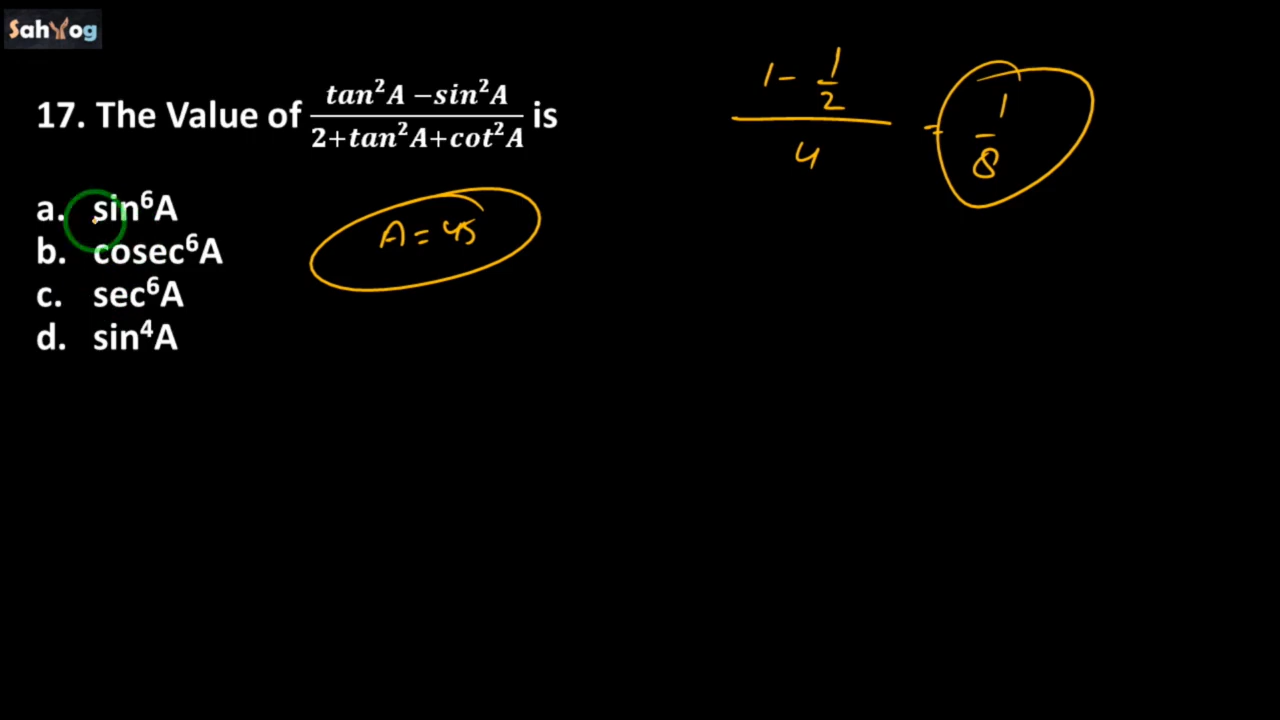 SahYog
17. The Value of (tan²A − sin²A)/(2+tan²A+cot²A) is
a. sin⁶A
b. cosec⁶A
c. sec⁶A
d. sin⁴A
A = 45
(1 - 1/2)/4 = 1/8